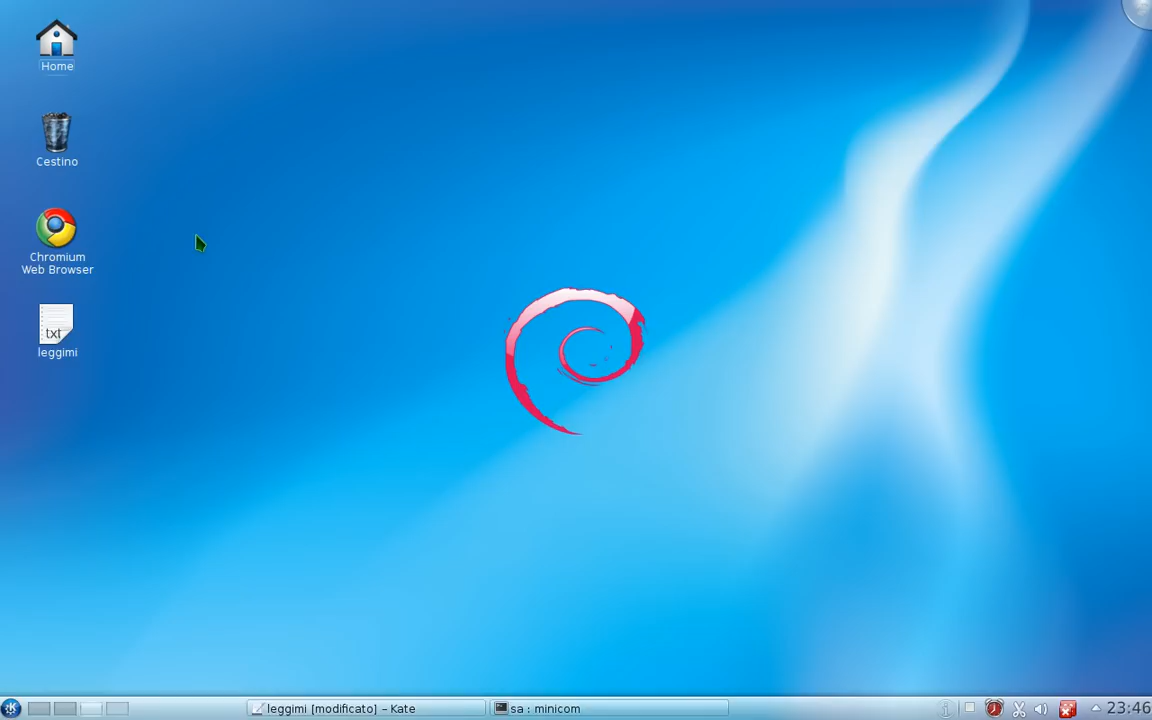 Home
Cestino
Chromium
Web Browser
txt
leggimi
leggimi [modificato] – Kate
sa : minicom
23:46